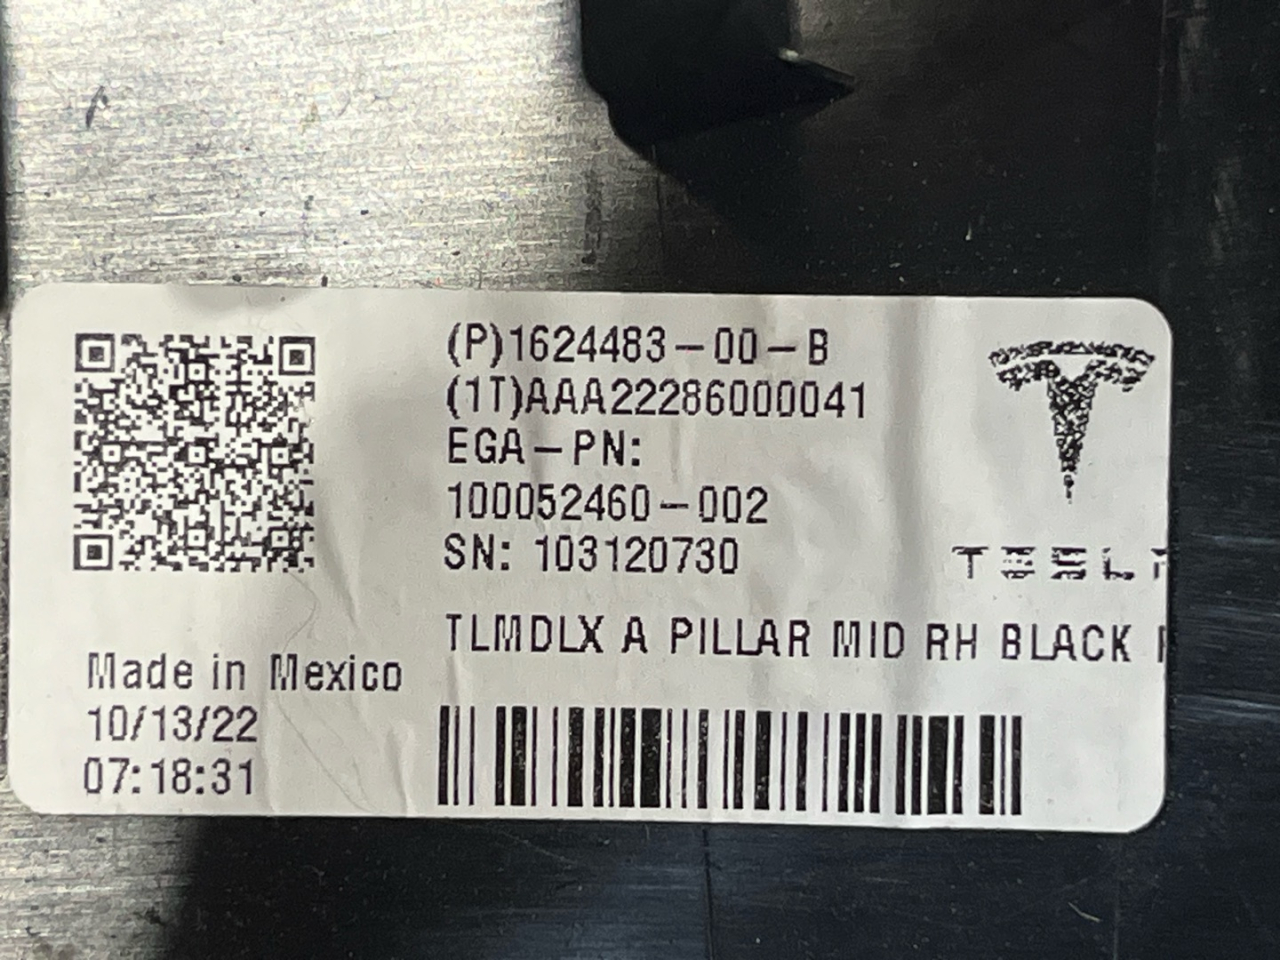 (P)1624483-00-B
(1T)AAA22286000041
EGA-PN:
100052460-002
SN: 103120730
TESLA
TLMDLX A PILLAR MID RH BLACK
Made in Mexico
10/13/22
07:18:31